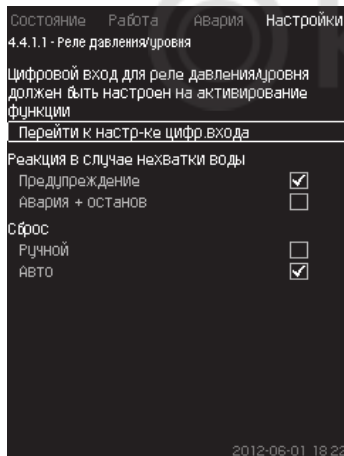 Состояние Работа Авария Настройки
4.4.1.1 - Реле давления/уровня
Цифровой вход для реле давления/уровня
должен быть настроен на активирование
функции
Перейти к настр-ке цифр.входа
Реакция в случае нехватки воды
Предупреждение
Авария + останов
Сброс
Ручной
Авто
2012-06-01 18:22